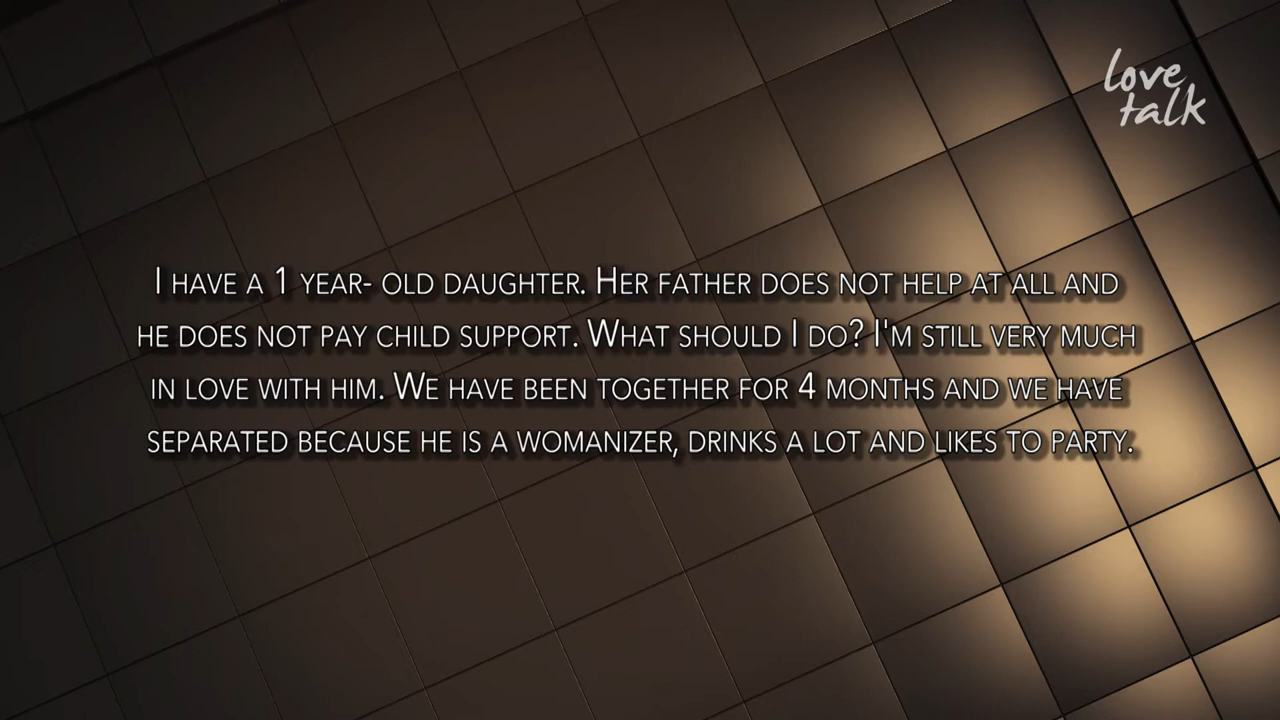 love
talk
I HAVE A 1 YEAR- OLD DAUGHTER. HER FATHER DOES NOT HELP AT ALL AND
HE DOES NOT PAY CHILD SUPPORT. WHAT SHOULD I DO? I'M STILL VERY MUCH
IN LOVE WITH HIM. WE HAVE BEEN TOGETHER FOR 4 MONTHS AND WE HAVE
SEPARATED BECAUSE HE IS A WOMANIZER, DRINKS A LOT AND LIKES TO PARTY.